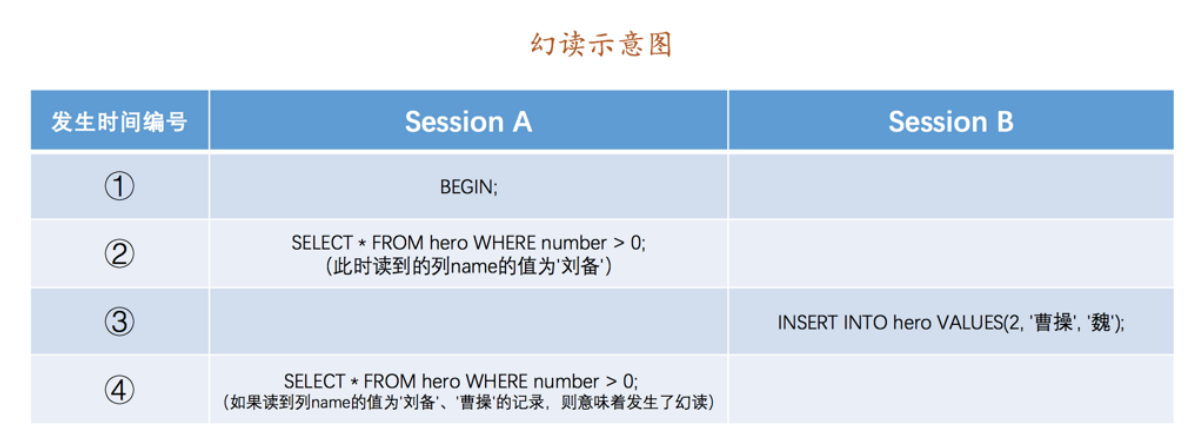 幻读示意图
发生时间编号 Session A Session B
① BEGIN;
② SELECT * FROM hero WHERE number > 0;
(此时读到的列name的值为'刘备')
③ INSERT INTO hero VALUES(2, '曹操', '魏');
④ SELECT * FROM hero WHERE number > 0;
(如果读到列name的值为'刘备'、'曹操'的记录，则意味着发生了幻读)